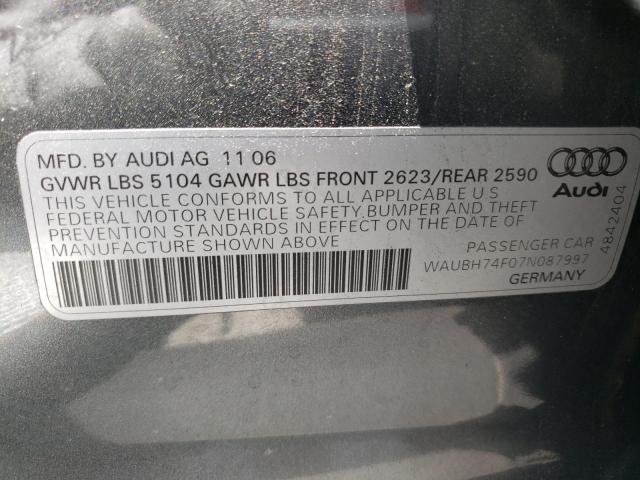 MFD. BY AUDI AG 11 06
GVWR LBS 5104 GAWR LBS FRONT 2623/REAR 2590
THIS VEHICLE CONFORMS TO ALL APPLICABLE U S
FEDERAL MOTOR VEHICLE SAFETY, BUMPER AND THEFT
PREVENTION STANDARDS IN EFFECT ON THE DATE OF
MANUFACTURE SHOWN ABOVE
PASSENGER CAR
WAUBH74F07N087997
GERMANY
Audi
4842404